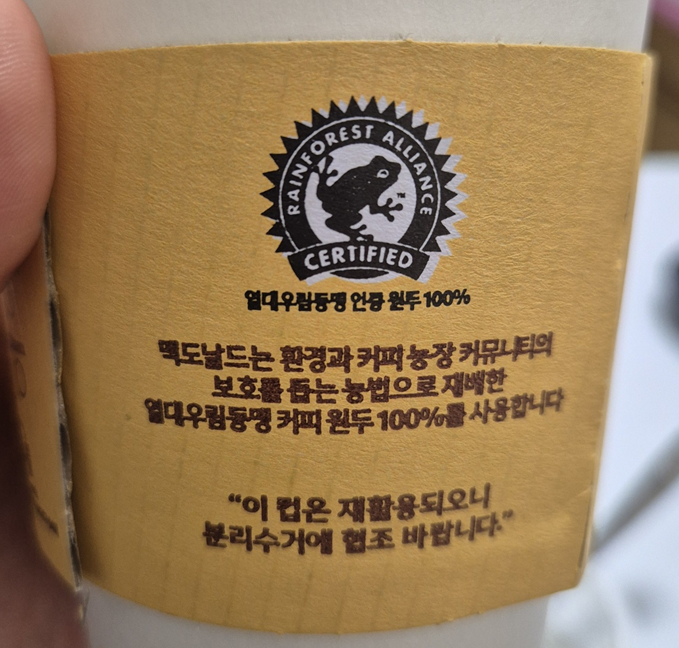 RAINFOREST ALLIANCE
CERTIFIED
TM
열대우림동맹 인증 원두 100%
맥도날드는 환경과 커피 농장 커뮤니티의
보호를 돕는 농법으로 재배한
열대우림동맹 커피 원두 100%를 사용합니다
“이 컵은 재활용되오니
분리수거에 협조 바랍니다.”